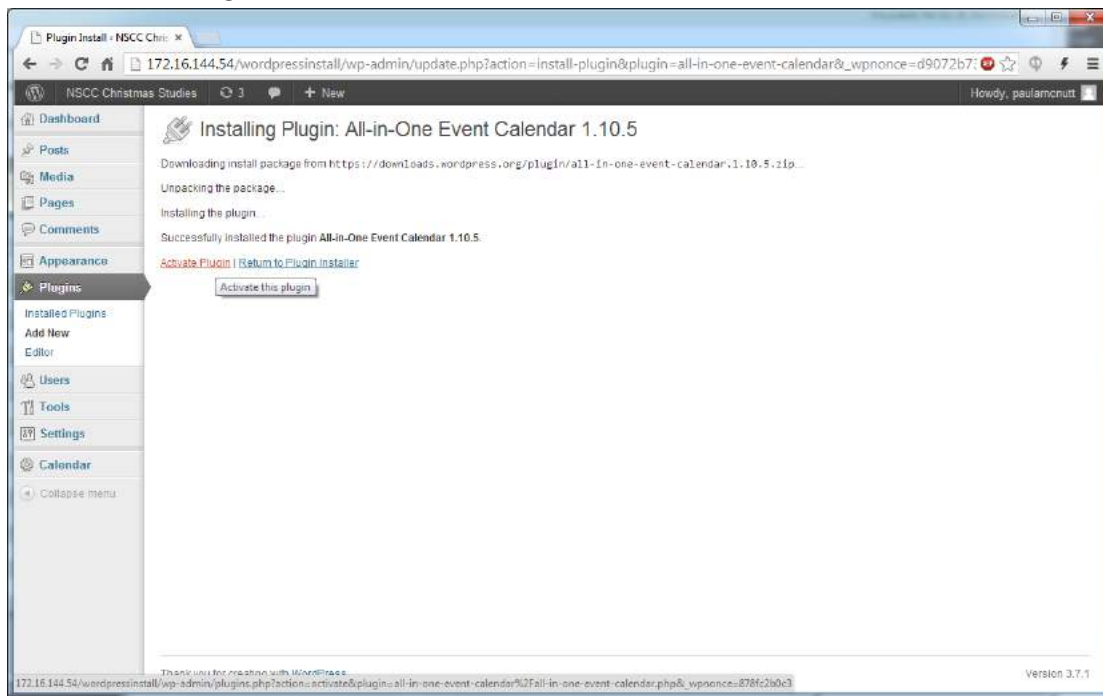 Plugin Install ‹ NSCC Chris
172.16.144.54/wordpressinstall/wp-admin/update.php?action=install-plugin&plugin=all-in-one-event-calendar&_wpnonce=d9072b7
NSCC Christmas Studies 3 + New Howdy, paulamcnutt
Dashboard
Posts
Media
Pages
Comments
Appearance
Plugins
Installed Plugins
Add New
Editor
Users
Tools
Settings
Calendar
Collapse menu
Installing Plugin: All-in-One Event Calendar 1.10.5
Downloading install package from https://downloads.wordpress.org/plugin/all-in-one-event-calendar.1.10.5.zip…
Unpacking the package…
Installing the plugin…
Successfully installed the plugin All-in-One Event Calendar 1.10.5.
Activate Plugin | Return to Plugin Installer
Activate this plugin
Thank you for creating with WordPress.
Version 3.7.1
172.16.144.54/wordpressinstall/wp-admin/plugins.php?action=activate&plugin=all-in-one-event-calendar%2Fall-in-one-event-calendar.php&_wpnonce=878fc2b0c3